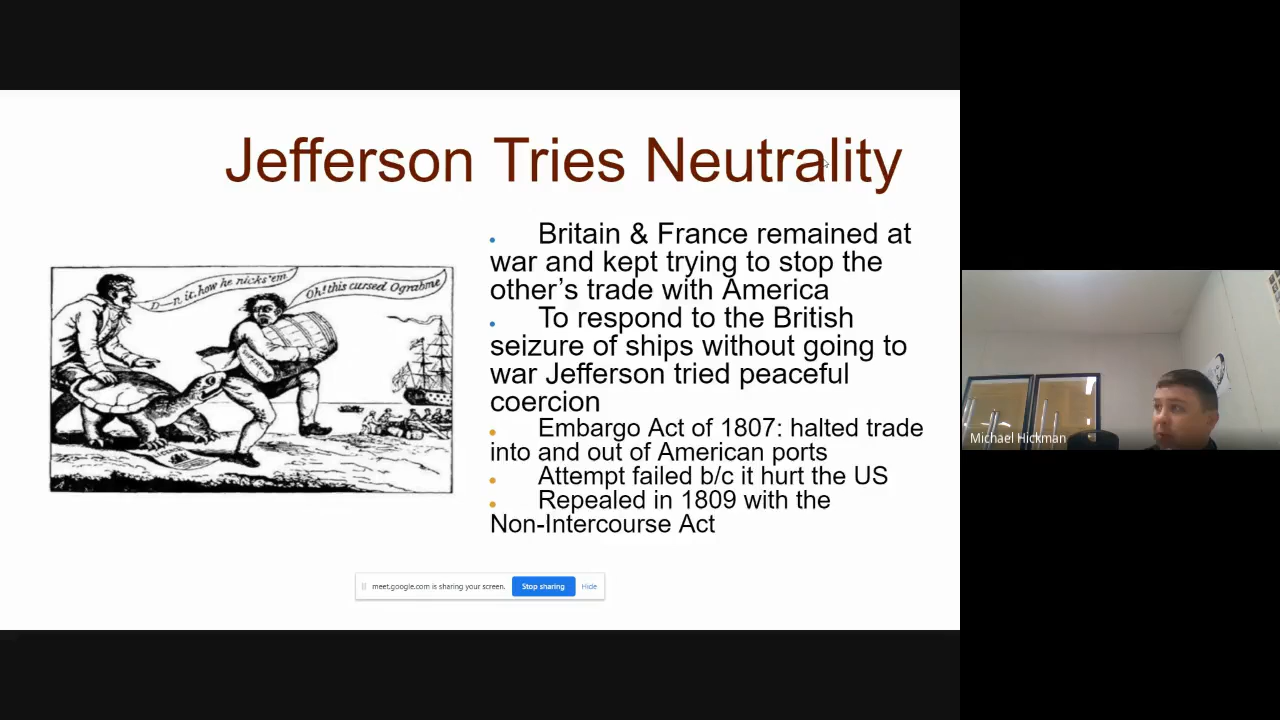 Jefferson Tries Neutrality
D—n it, how he nicks 'em
Oh! this cursed Ograbme
Superfine
• Britain & France remained at
war and kept trying to stop the
other’s trade with America
• To respond to the British
seizure of ships without going to
war Jefferson tried peaceful
coercion
• Embargo Act of 1807: halted trade
into and out of American ports
• Attempt failed b/c it hurt the US
• Repealed in 1809 with the
Non-Intercourse Act
meet.google.com is sharing your screen. Stop sharing Hide
Michael Hickman